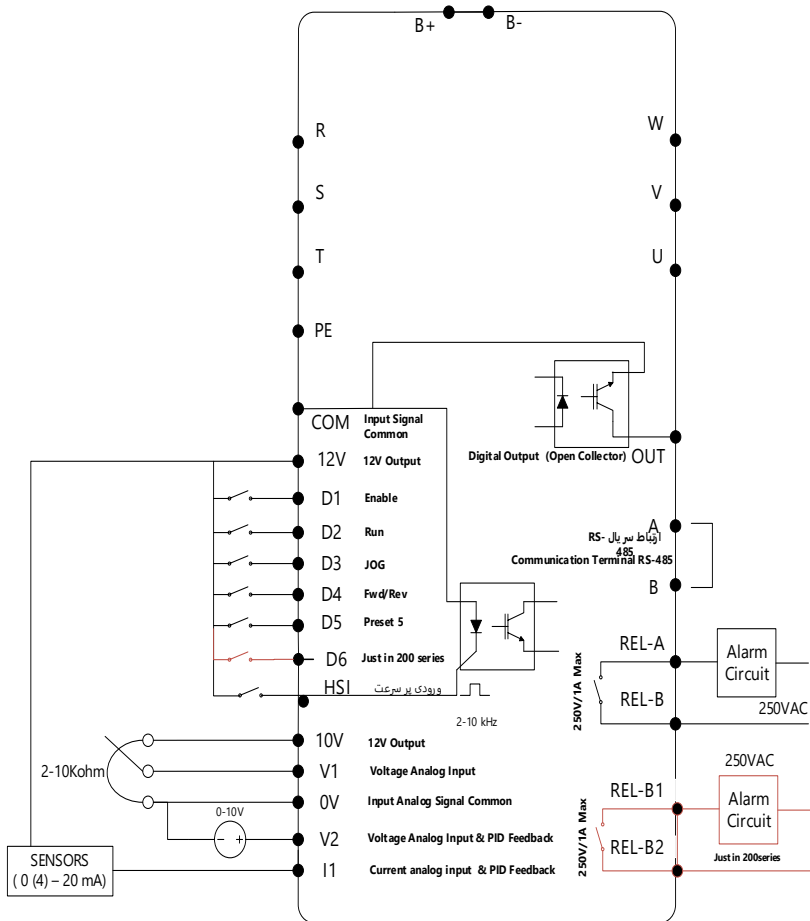 B+ B-
R
S
T
PE
W
V
U
COM Input Signal
Common
12V 12V Output
D1 Enable
D2 Run
D3 JOG
D4 Fwd/Rev
D5 Preset 5
D6 Just in 200 series
HSI ورودی پر سرعت
2-10 kHz
10V 12V Output
V1 Voltage Analog Input
0V Input Analog Signal Common
V2 Voltage Analog Input & PID Feedback
I1 Current analog input & PID Feedback
2-10Kohm
0-10V
- +
SENSORS
( 0 (4) – 20 mA)
Digital Output (Open Collector) OUT
A
ارتباط سریال RS-
485
Communication Terminal RS-485
B
REL-A
REL-B
250V/1A Max
Alarm
Circuit
250VAC
250VAC
REL-B1
REL-B2
250V/1A Max
Alarm
Circuit
Just in 200series